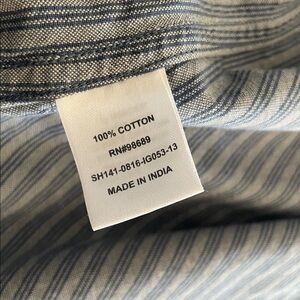 100% COTTON
RN#98689
SH141-0816-IG053-13
MADE IN INDIA